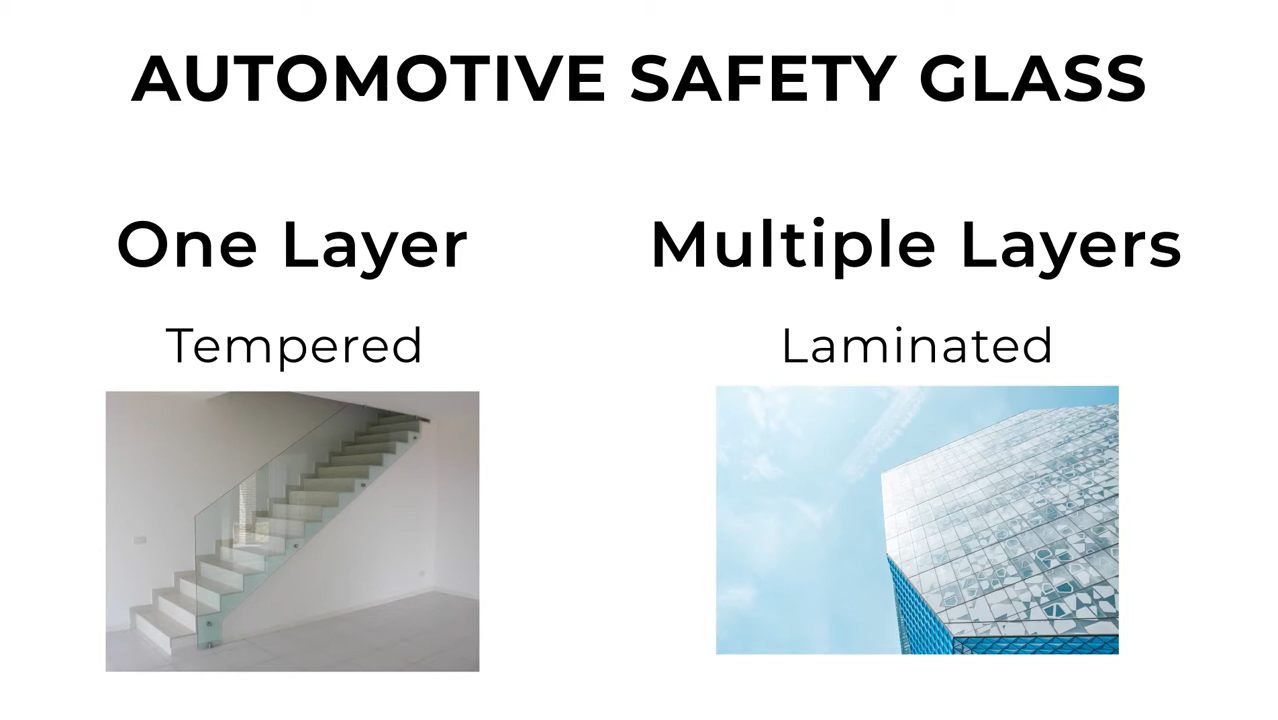 AUTOMOTIVE SAFETY GLASS
One Layer
Multiple Layers
Tempered
Laminated